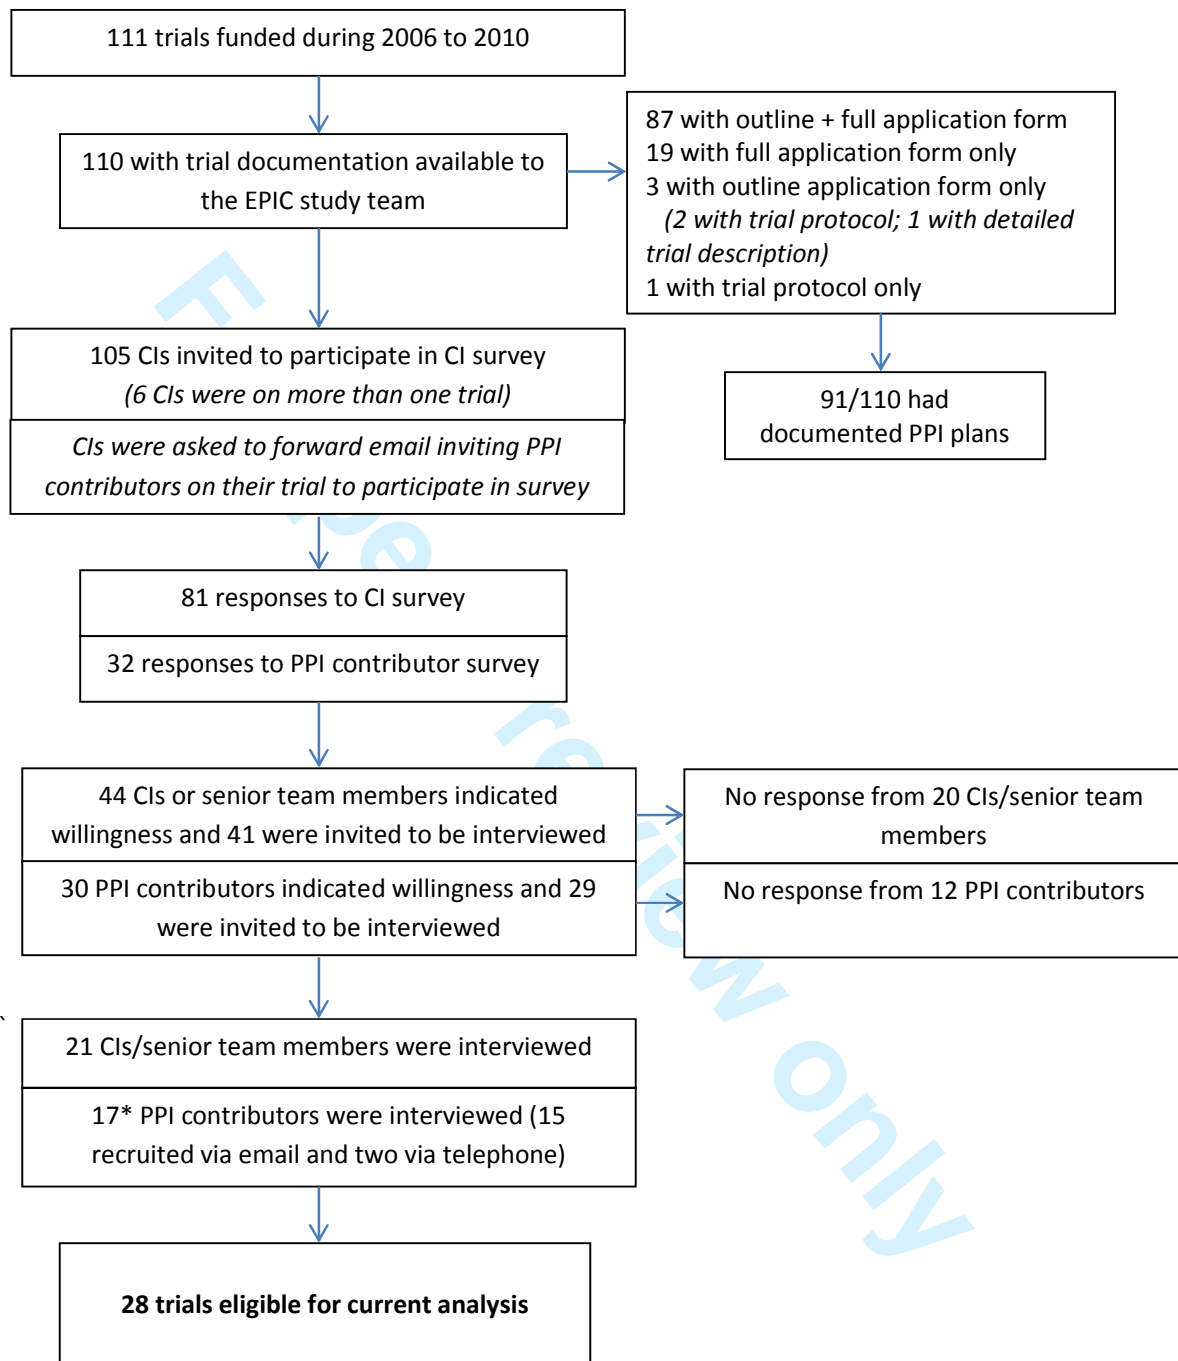 111 trials funded during 2006 to 2010
110 with trial documentation available to
the EPIC study team
87 with outline + full application form
19 with full application form only
3 with outline application form only
(2 with trial protocol; 1 with detailed
trial description)
1 with trial protocol only
91/110 had
documented PPI plans
105 CIs invited to participate in CI survey
(6 CIs were on more than one trial)
CIs were asked to forward email inviting PPI
contributors on their trial to participate in survey
81 responses to CI survey
32 responses to PPI contributor survey
44 CIs or senior team members indicated
willingness and 41 were invited to be interviewed
30 PPI contributors indicated willingness and 29
were invited to be interviewed
No response from 20 CIs/senior team
members
No response from 12 PPI contributors
`
21 CIs/senior team members were interviewed
17* PPI contributors were interviewed (15
recruited via email and two via telephone)
28 trials eligible for current analysis